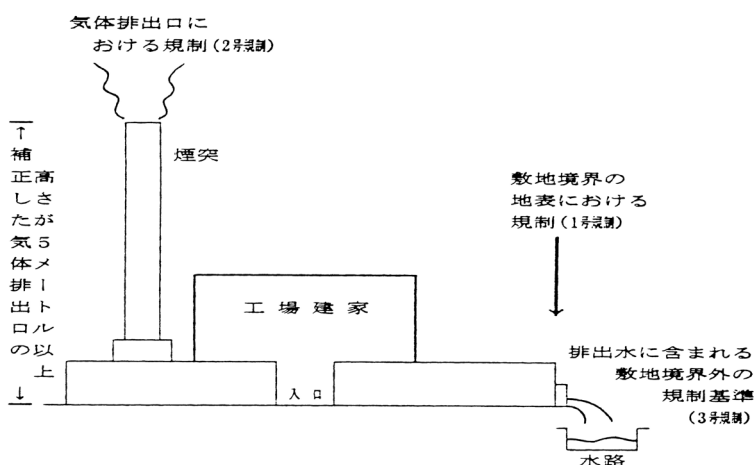 気体排出口に
おける規制(2号規制)
煙突
補正した気体排出口の
高さが5メートル以上
敷地境界の
地表における
規制(1号規制)
工場建家
入口
排出水に含まれる
敷地境界外の
規制基準
(3号規制)
水路